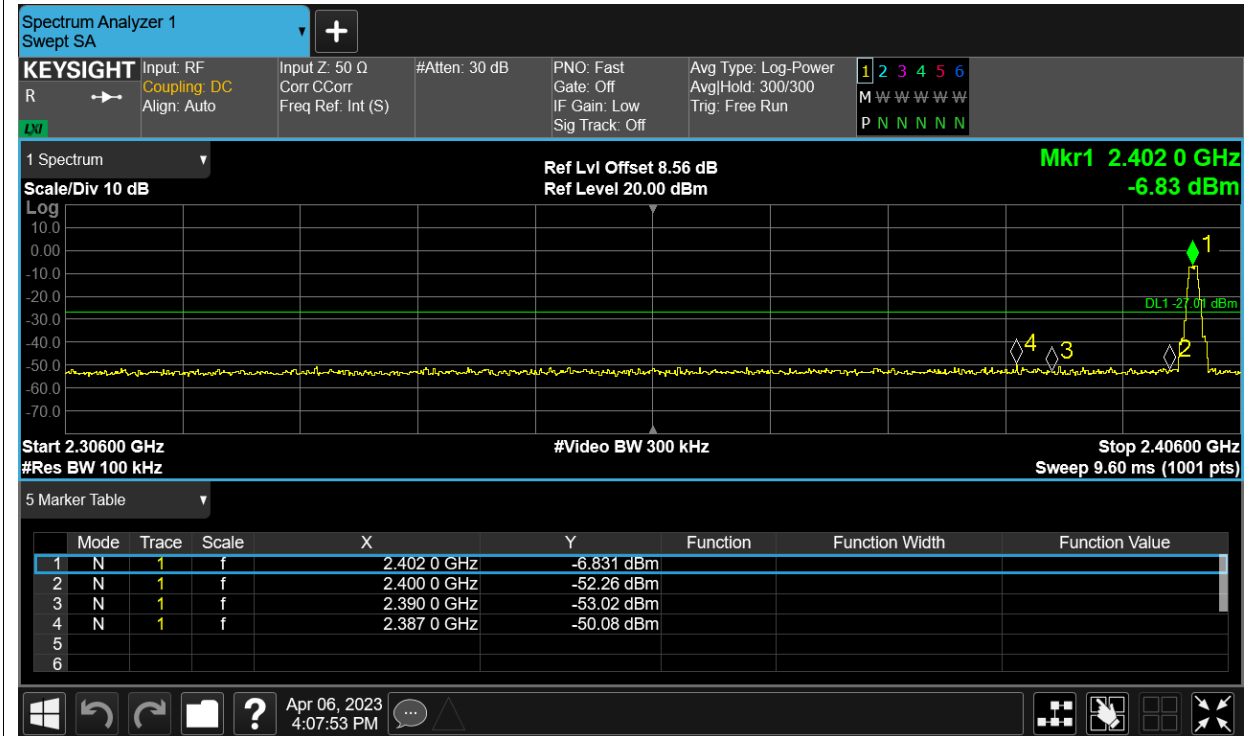 Spectrum Analyzer 1
Swept SA
KEYSIGHT
R
LXI
Input: RF
Coupling: DC
Align: Auto
Input Z: 50 Ω
Corr CCorr
Freq Ref: Int (S)
#Atten: 30 dB
PNO: Fast
Gate: Off
IF Gain: Low
Sig Track: Off
Avg Type: Log-Power
Avg|Hold: 300/300
Trig: Free Run
1 2 3 4 5 6
M W W W W W
P N N N N N
1 Spectrum
Scale/Div 10 dB
Ref Lvl Offset 8.56 dB
Ref Level 20.00 dBm
Mkr1 2.402 0 GHz
-6.83 dBm
Log
10.0
0.00
-10.0
-20.0
-30.0
-40.0
-50.0
-60.0
-70.0
1
DL1 -27.01 dBm
4
3
2
Start 2.30600 GHz
#Res BW 100 kHz
#Video BW 300 kHz
Stop 2.40600 GHz
Sweep 9.60 ms (1001 pts)
5 Marker Table
Mode Trace Scale X Y Function Function Width Function Value
1 N 1 f 2.402 0 GHz -6.831 dBm
2 N 1 f 2.400 0 GHz -52.26 dBm
3 N 1 f 2.390 0 GHz -53.02 dBm
4 N 1 f 2.387 0 GHz -50.08 dBm
5
6
?
Apr 06, 2023
4:07:53 PM